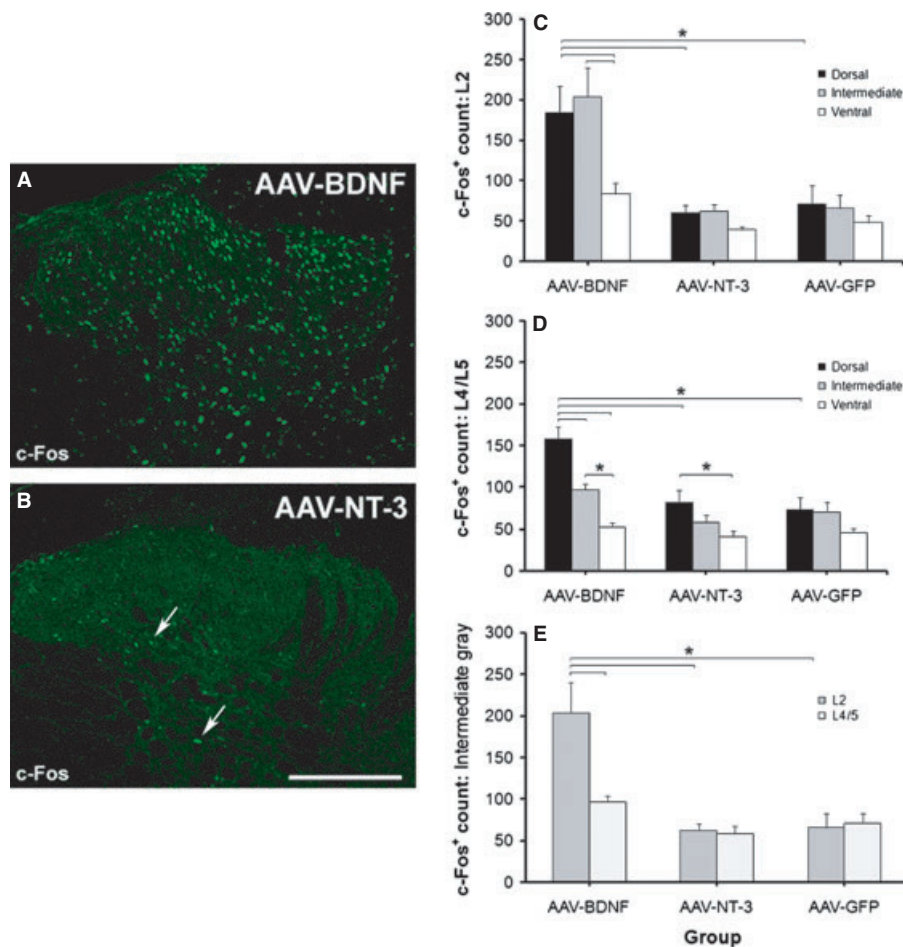 A
AAV-BDNF
c-Fos
B
AAV-NT-3
c-Fos
C
300
250
200
150
100
50
0
c-Fos⁺ count: L2
*
Dorsal
Intermediate
Ventral
AAV-BDNF AAV-NT-3 AAV-GFP
D
300
250
200
150
100
50
0
c-Fos⁺ count: L4/L5
Dorsal
Intermediate
Ventral
*
*
*
AAV-BDNF AAV-NT-3 AAV-GFP
E
300
250
200
150
100
50
0
c-Fos⁺ count: Intermediate gray
*
L2
L4/5
AAV-BDNF AAV-NT-3 AAV-GFP
Group